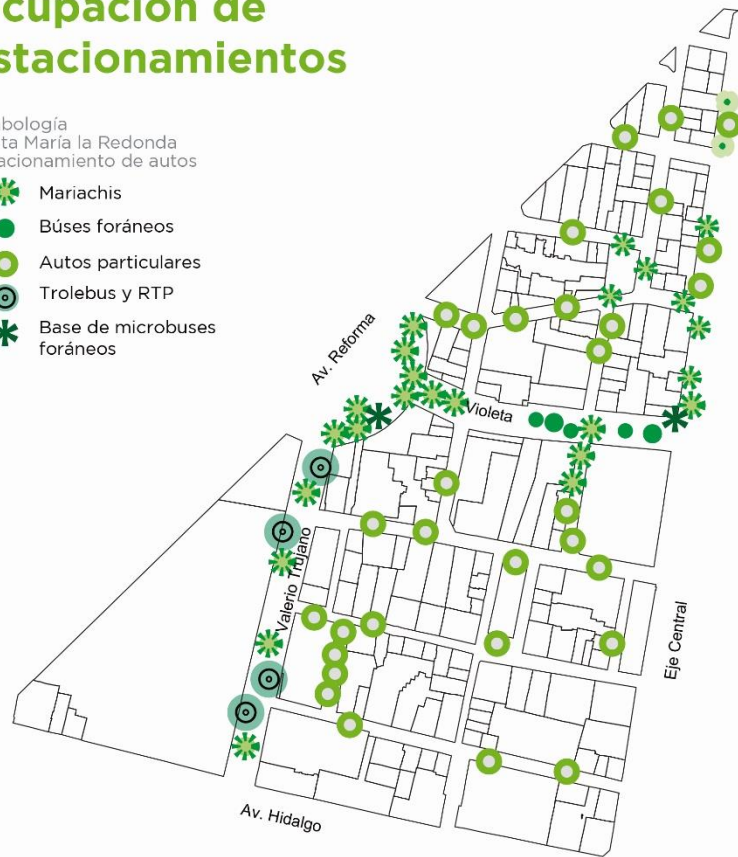 cupación de
stacionamientos
bología
ta María la Redonda
acionamiento de autos
Mariachis
Búses foráneos
Autos particulares
Trolebus y RTP
Base de microbuses
foráneos
Av. Reforma
Violeta
Valerio Trujano
Eje Central
Av. Hidalgo